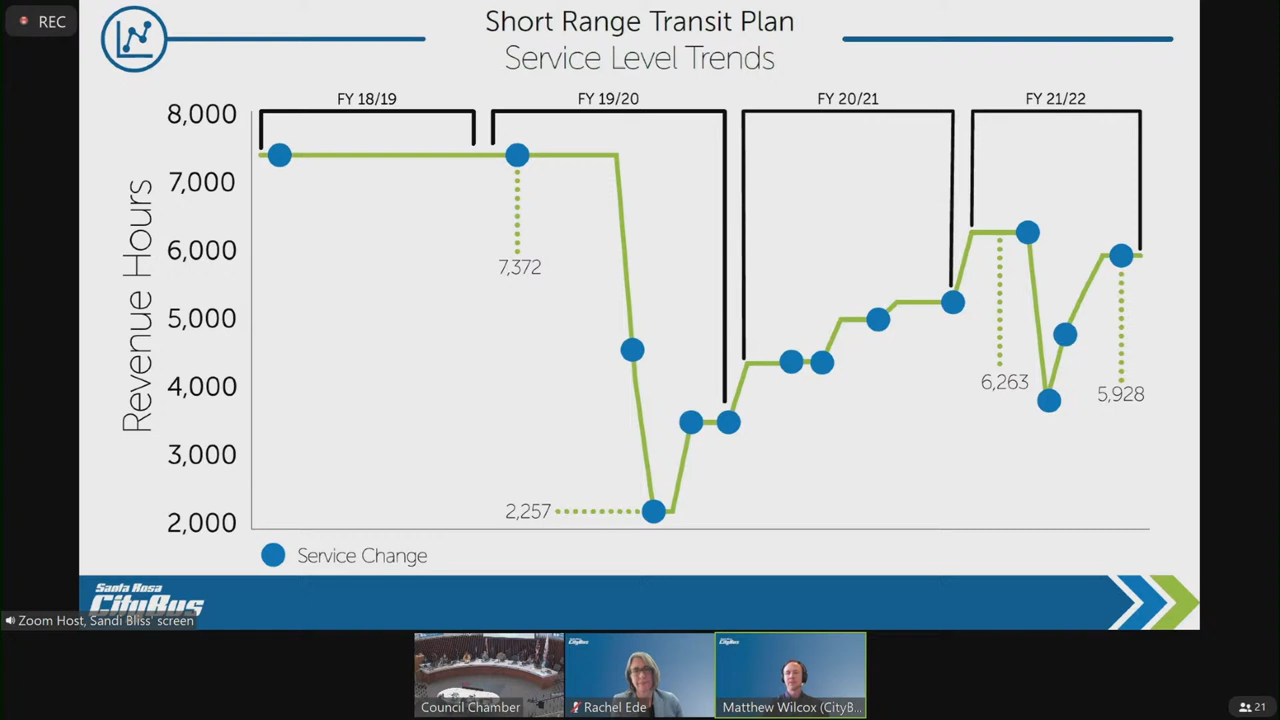 REC
Short Range Transit Plan
Service Level Trends
FY 18/19
FY 19/20
FY 20/21
FY 21/22
8,000
7,000
6,000
5,000
4,000
3,000
2,000
Revenue Hours
7,372
2,257
6,263
5,928
Service Change
Santa Rosa
CityBus
Zoom Host, Sandi Bliss' screen
CityBus
CityBus
Council Chamber
Rachel Ede
Matthew Wilcox (CityB...
21